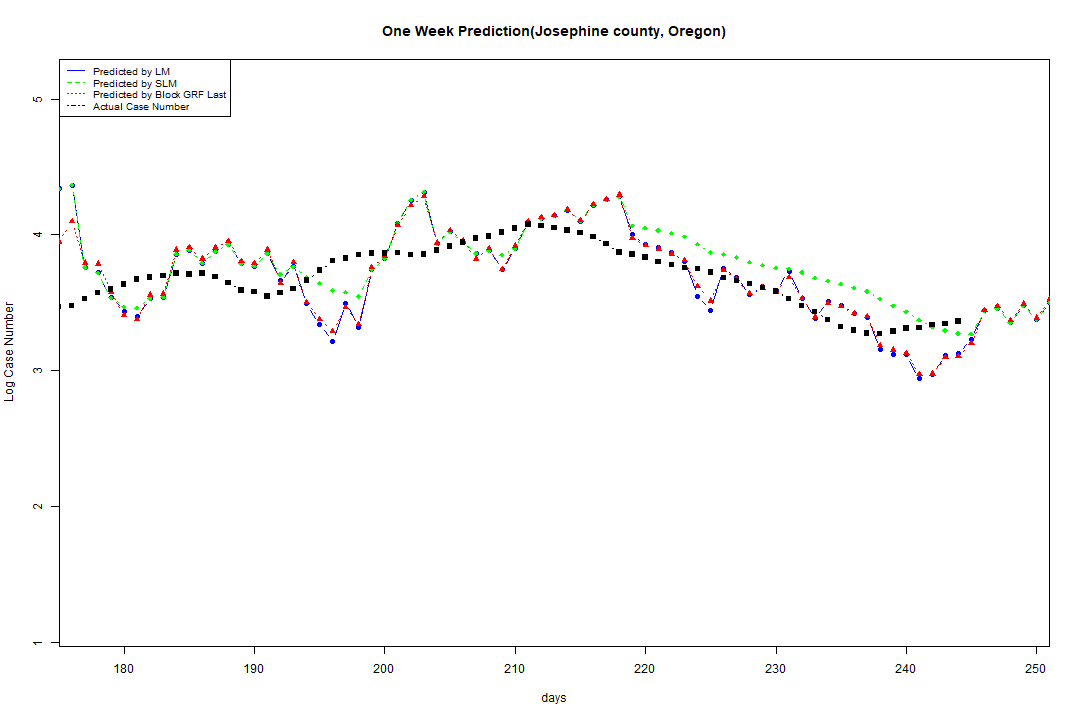 One Week Prediction(Josephine county, Oregon)
Predicted by LM
Predicted by SLM
Predicted by Block GRF Last
Actual Case Number
5
4
3
2
1
Log Case Number
180 190 200 210 220 230 240 250
days